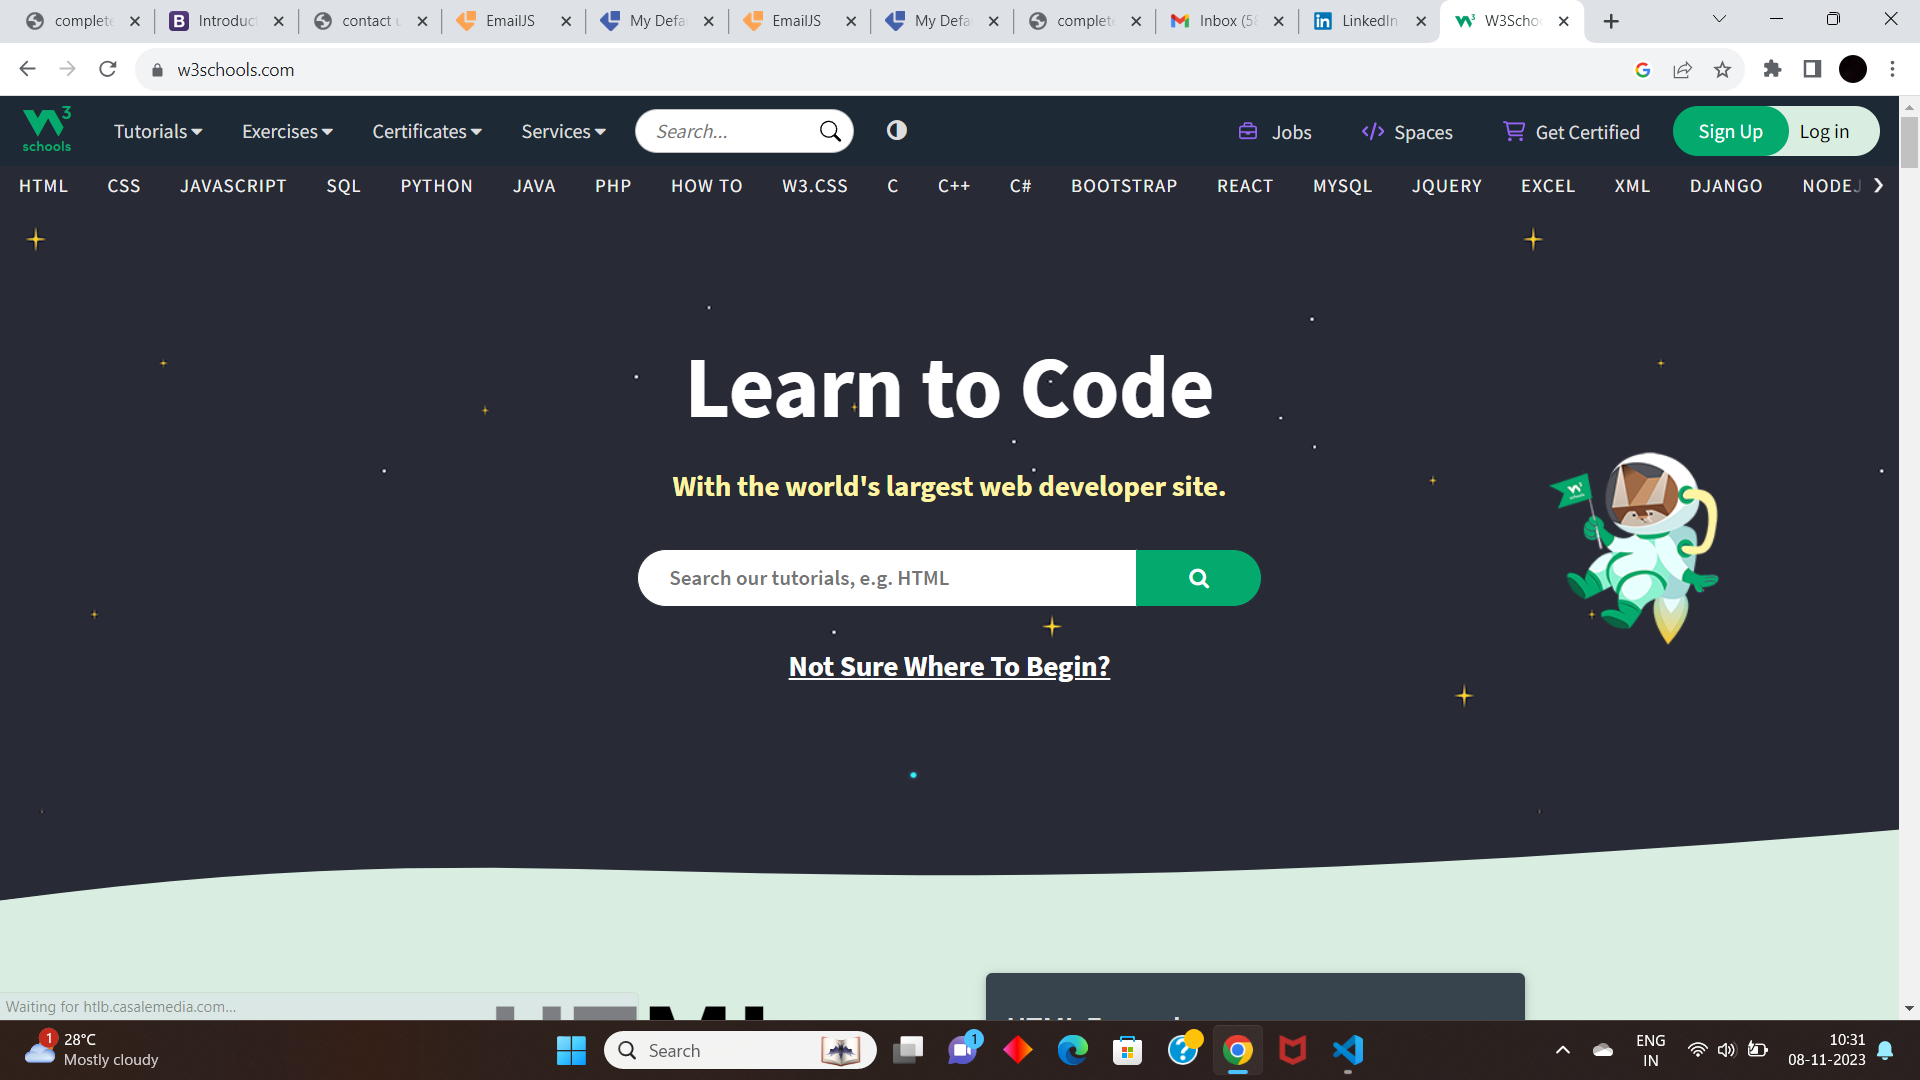 complete
Introduc
contact u
EmailJS
My Defa
EmailJS
My Defa
complete
Inbox (58
LinkedIn
W3Scho
w3schools.com
W3 schools
Tutorials
Exercises
Certificates
Services
Search...
Jobs
Spaces
Get Certified
Sign Up
Log in
HTML
CSS
JAVASCRIPT
SQL
PYTHON
JAVA
PHP
HOW TO
W3.CSS
C
C++
C#
BOOTSTRAP
REACT
MYSQL
JQUERY
EXCEL
XML
DJANGO
NODEJ
Learn to Code
With the world's largest web developer site.
Search our tutorials, e.g. HTML
Not Sure Where To Begin?
Waiting for htlb.casalemedia.com...
1
28°C
Mostly cloudy
Search
1
ENG
IN
10:31
08-11-2023